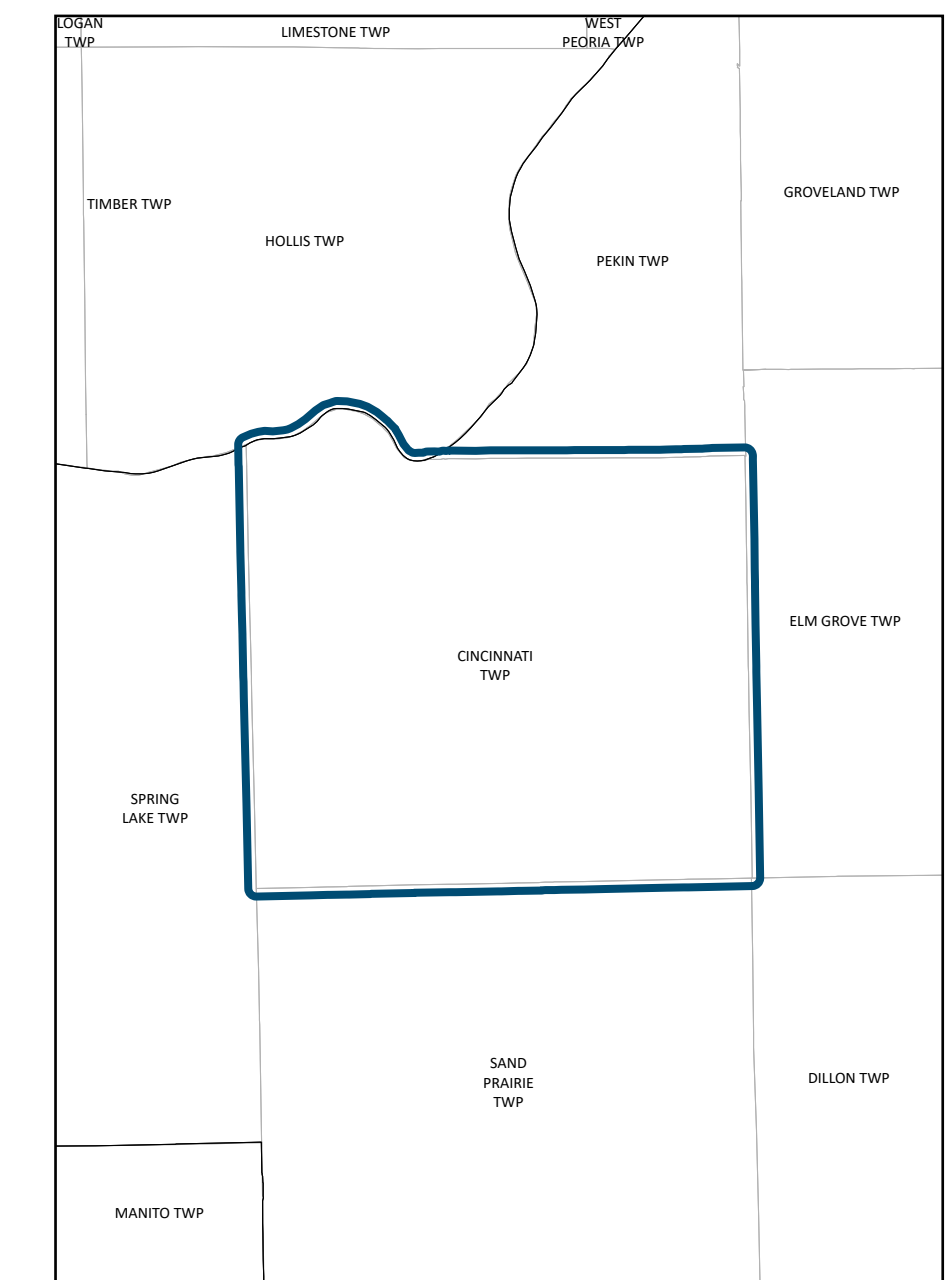 LOGAN
TWP
LIMESTONE TWP
WEST
PEORIA TWP
GROVELAND TWP
TIMBER TWP
HOLLIS TWP
PEKIN TWP
ELM GROVE TWP
CINCINNATI
TWP
SPRING
LAKE TWP
SAND
PRAIRIE
TWP
DILLON TWP
MANITO TWP